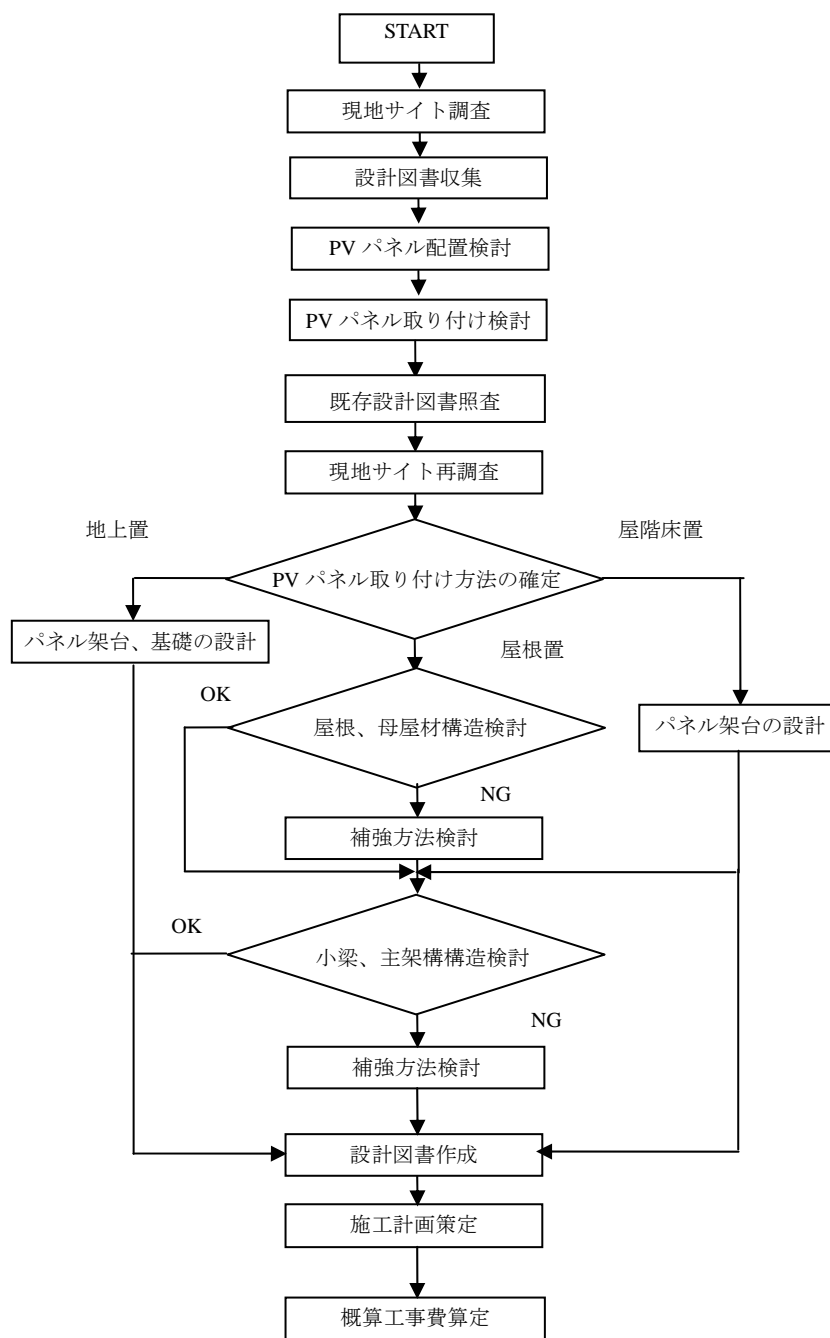 START
現地サイト調査
設計図書収集
PV パネル配置検討
PV パネル取り付け検討
既存設計図書照査
現地サイト再調査
地上置
屋階床置
PV パネル取り付け方法の確定
パネル架台、基礎の設計
屋根置
OK
屋根、母屋材構造検討
パネル架台の設計
NG
補強方法検討
OK
小梁、主架構構造検討
NG
補強方法検討
設計図書作成
施工計画策定
概算工事費算定